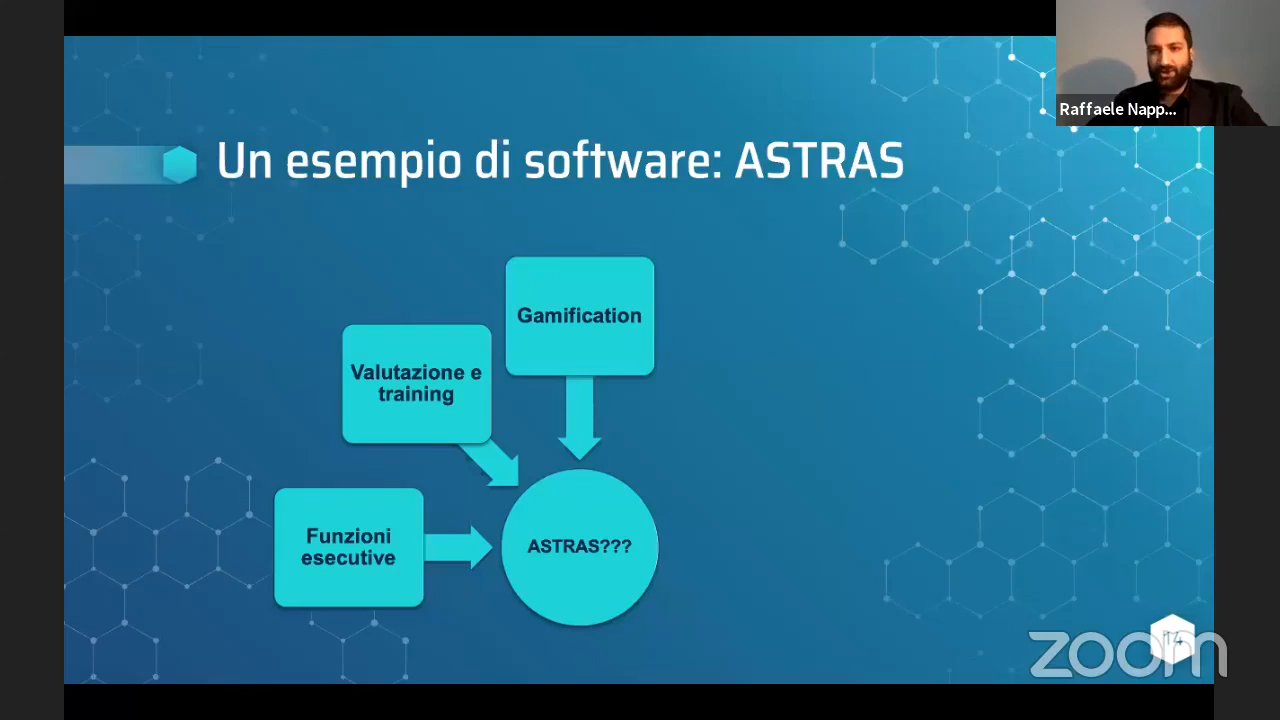 Raffaele Napp...
Un esempio di software: ASTRAS
Gamification
Valutazione e
training
Funzioni
esecutive
ASTRAS???
zoom